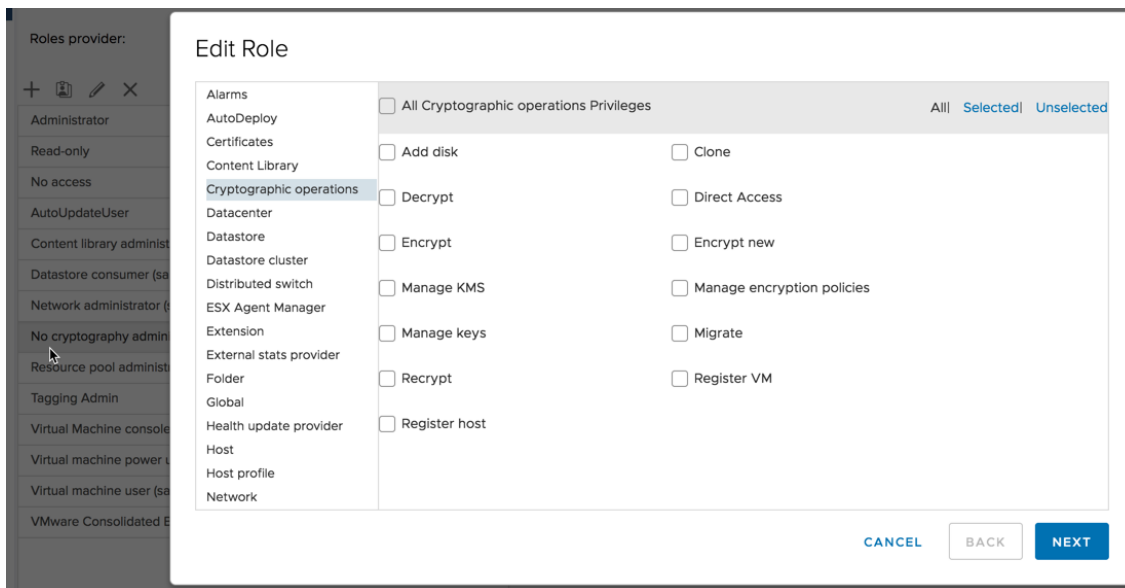 Roles provider:
Administrator
Read-only
No access
AutoUpdateUser
Content library administ
Datastore consumer (sa
Network administrator (
No cryptography admin
Resource pool administ
Tagging Admin
Virtual Machine console
Virtual machine power u
Virtual machine user (sa
VMware Consolidated E
Edit Role
Alarms
AutoDeploy
Certificates
Content Library
Cryptographic operations
Datacenter
Datastore
Datastore cluster
Distributed switch
ESX Agent Manager
Extension
External stats provider
Folder
Global
Health update provider
Host
Host profile
Network
All Cryptographic operations Privileges All| Selected| Unselected
Add disk Clone
Decrypt Direct Access
Encrypt Encrypt new
Manage KMS Manage encryption policies
Manage keys Migrate
Recrypt Register VM
Register host
CANCEL BACK NEXT